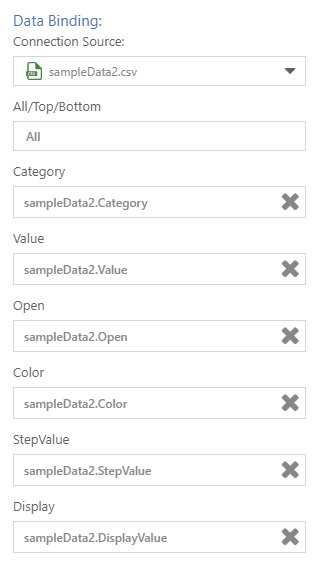 Data Binding:
Connection Source:
sampleData2.csv
All/Top/Bottom
All
Category
sampleData2.Category
Value
sampleData2.Value
Open
sampleData2.Open
Color
sampleData2.Color
StepValue
sampleData2.StepValue
Display
sampleData2.DisplayValue